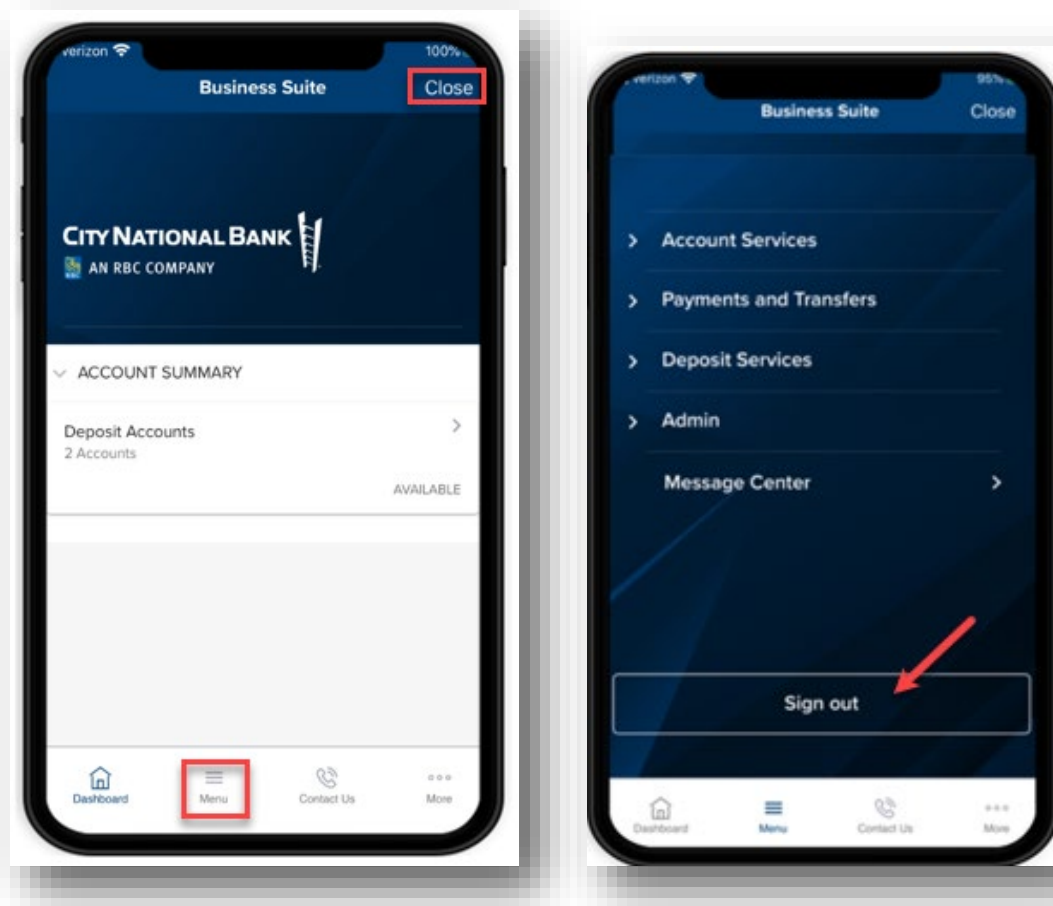 verizon 100%
Business Suite Close
CITY NATIONAL BANK
RBC AN RBC COMPANY
ACCOUNT SUMMARY
Deposit Accounts
2 Accounts
AVAILABLE
Dashboard Menu Contact Us More
verizon 95%
Business Suite Close
Account Services
Payments and Transfers
Deposit Services
Admin
Message Center
Sign out
Dashboard Menu Contact Us More